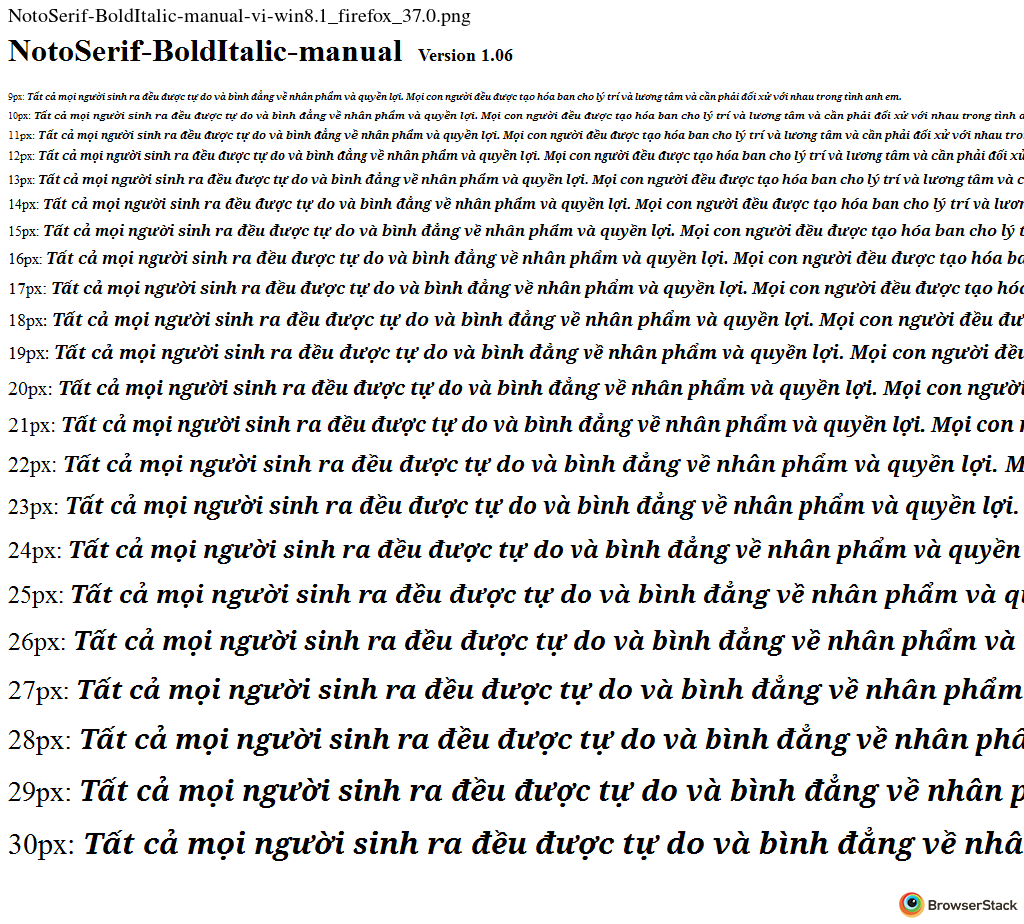 NotoSerif-BoldItalic-manual-vi-win8.1_firefox_37.0.png
NotoSerif-BoldItalic-manual Version 1.06
9px: Tất cả mọi người sinh ra đều được tự do và bình đẳng về nhân phẩm và quyền lợi. Mọi con người đều được tạo hóa ban cho lý trí và lương tâm và cần phải đối xử với nhau trong tình anh em.
10px: Tất cả mọi người sinh ra đều được tự do và bình đẳng về nhân phẩm và quyền lợi. Mọi con người đều được tạo hóa ban cho lý trí và lương tâm và cần phải đối xử với nhau trong tình a
11px: Tất cả mọi người sinh ra đều được tự do và bình đẳng về nhân phẩm và quyền lợi. Mọi con người đều được tạo hóa ban cho lý trí và lương tâm và cần phải đối xử với nhau tro
12px: Tất cả mọi người sinh ra đều được tự do và bình đẳng về nhân phẩm và quyền lợi. Mọi con người đều được tạo hóa ban cho lý trí và lương tâm và cần phải đối xử
13px: Tất cả mọi người sinh ra đều được tự do và bình đẳng về nhân phẩm và quyền lợi. Mọi con người đều được tạo hóa ban cho lý trí và lương tâm và c
14px: Tất cả mọi người sinh ra đều được tự do và bình đẳng về nhân phẩm và quyền lợi. Mọi con người đều được tạo hóa ban cho lý trí và lươn
15px: Tất cả mọi người sinh ra đều được tự do và bình đẳng về nhân phẩm và quyền lợi. Mọi con người đều được tạo hóa ban cho lý t
16px: Tất cả mọi người sinh ra đều được tự do và bình đẳng về nhân phẩm và quyền lợi. Mọi con người đều được tạo hóa ba
17px: Tất cả mọi người sinh ra đều được tự do và bình đẳng về nhân phẩm và quyền lợi. Mọi con người đều được tạo hóa
18px: Tất cả mọi người sinh ra đều được tự do và bình đẳng về nhân phẩm và quyền lợi. Mọi con người đều đư
19px: Tất cả mọi người sinh ra đều được tự do và bình đẳng về nhân phẩm và quyền lợi. Mọi con người đều
20px: Tất cả mọi người sinh ra đều được tự do và bình đẳng về nhân phẩm và quyền lợi. Mọi con người
21px: Tất cả mọi người sinh ra đều được tự do và bình đẳng về nhân phẩm và quyền lợi. Mọi con n
22px: Tất cả mọi người sinh ra đều được tự do và bình đẳng về nhân phẩm và quyền lợi. M
23px: Tất cả mọi người sinh ra đều được tự do và bình đẳng về nhân phẩm và quyền lợi.
24px: Tất cả mọi người sinh ra đều được tự do và bình đẳng về nhân phẩm và quyền
25px: Tất cả mọi người sinh ra đều được tự do và bình đẳng về nhân phẩm và qu
26px: Tất cả mọi người sinh ra đều được tự do và bình đẳng về nhân phẩm và
27px: Tất cả mọi người sinh ra đều được tự do và bình đẳng về nhân phẩm
28px: Tất cả mọi người sinh ra đều được tự do và bình đẳng về nhân phẩ
29px: Tất cả mọi người sinh ra đều được tự do và bình đẳng về nhân p
30px: Tất cả mọi người sinh ra đều được tự do và bình đẳng về nhâ
BrowserStack